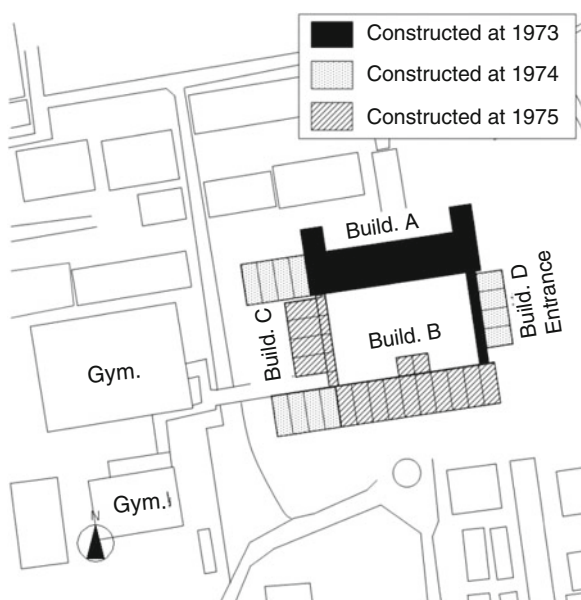 Constructed at 1973
Constructed at 1974
Constructed at 1975
Build. A
Build. D
Entrance
Build. C
Build. B
Gym.
Gym.
N